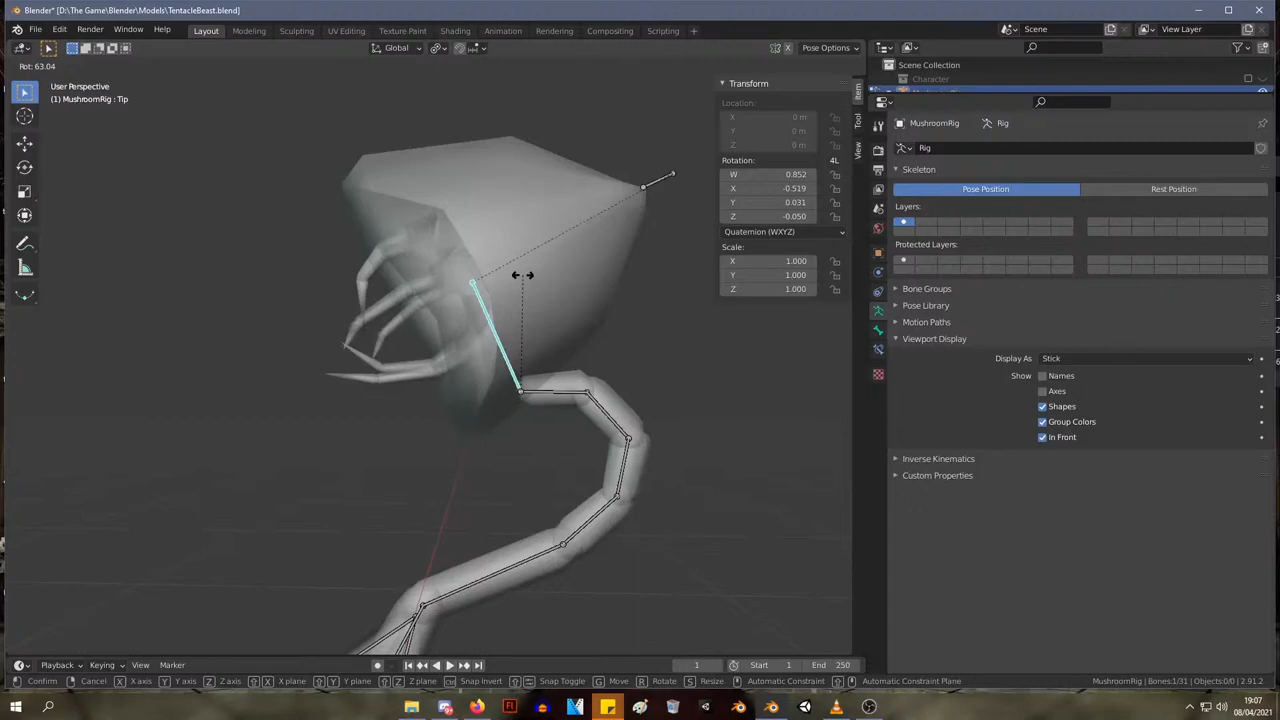 Blender* [D:\The Game\Blender\Models\TentacleBeast.blend]
File Edit Render Window Help Layout Modeling Sculpting UV Editing Texture Paint Shading Animation Rendering Compositing Scripting + Scene View Layer
Global Pose Options
Rot: 63.04
User Perspective
(1) MushroomRig : Tip
Transform
Location:
X 0 m
Y 0 m
Z 0 m
Rotation: 4L
W 0.852
X -0.519
Y 0.031
Z -0.050
Quaternion (WXYZ)
Scale:
X 1.000
Y 1.000
Z 1.000
Item
Tool
View
Scene Collection
Character
MushroomRig Rig
Rig
Skeleton
Pose Position Rest Position
Layers:
Protected Layers:
Bone Groups
Pose Library
Motion Paths
Viewport Display
Display As Stick
Show Names
Axes
Shapes
Group Colors
In Front
Inverse Kinematics
Custom Properties
Playback Keying View Marker 1 Start 1 End 250
Confirm Cancel X X axis Y Y axis Z Z axis X X plane Y Y plane Z Z plane Snap Invert Snap Toggle G Move R Rotate S Resize Automatic Constraint Automatic Constraint Plane MushroomRig | Bones:1/31 | Objects:0/0 | 2.91.2
19:07
08/04/2021